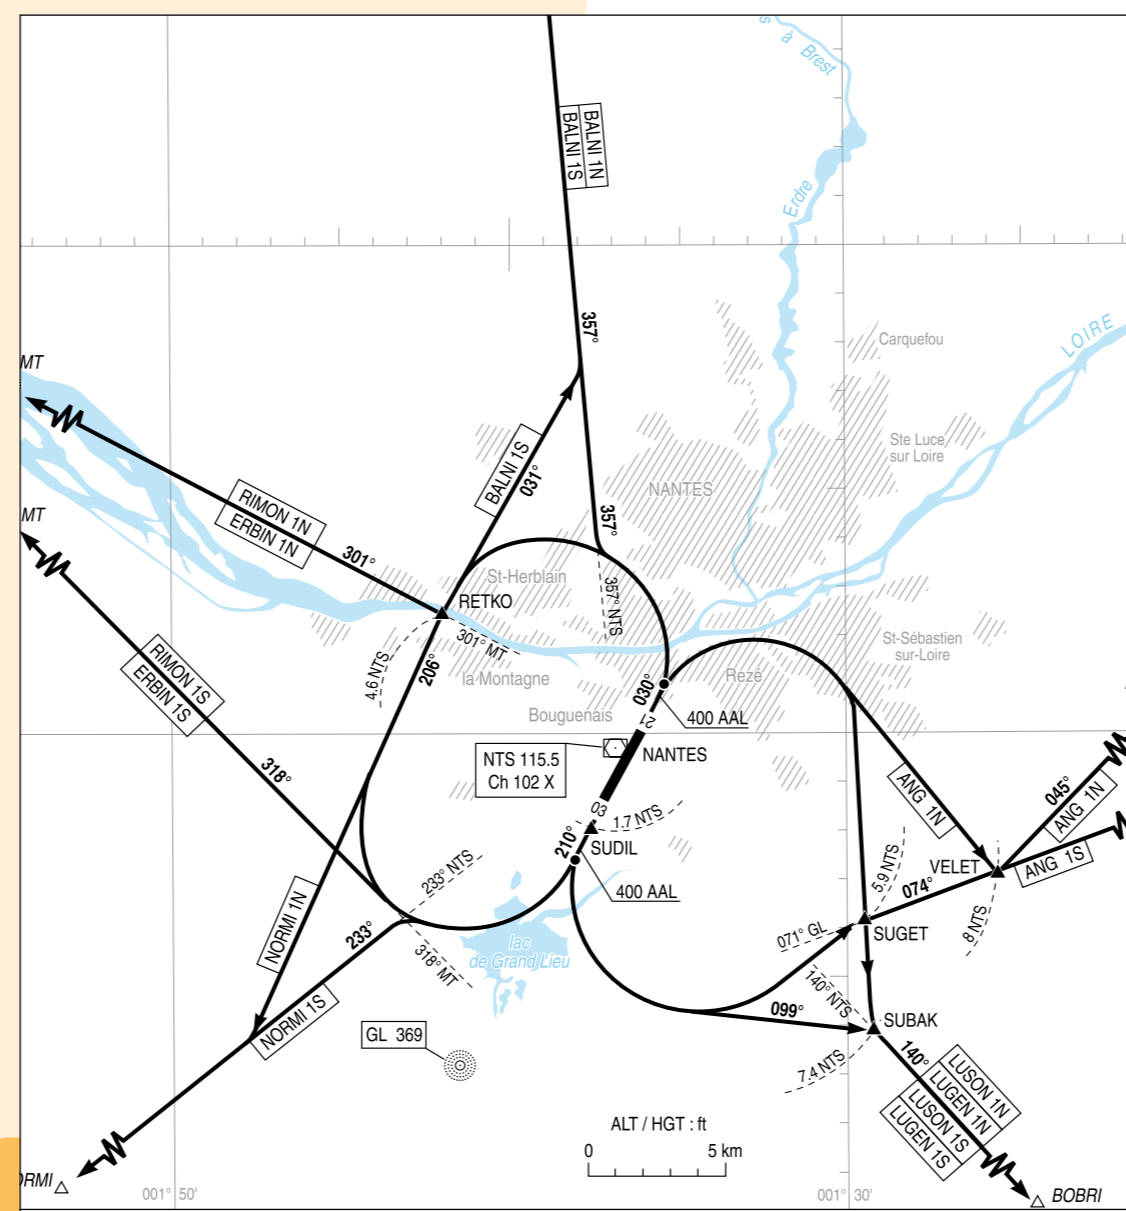 s à Brest
BALNI 1N
BALNI 1S
Erdre
LOIRE
357°
Carquefou
MT
Ste Luce
sur Loire
BALNI 1S
031°
NANTES
RIMON 1N
ERBIN 1N
301°
357°
MT
St-Herblain
357° NTS
RETKO
301° MT
St-Sébastien
sur-Loire
4.6 NTS
206°
la Montagne
Rezé
RIMON 1S
ERBIN 1S
030°
Bouguenais
400 AAL
21
NTS 115.5
Ch 102 X
NANTES
318°
ANG 1N
045°
ANG 1N
03
1.7 NTS
210°
SUDIL
VELET
ANG 1S
5.9 NTS
233° NTS
400 AAL
074°
NORMI 1N
233°
071° GL
SUGET
8 NTS
318° MT
lac
de Grand Lieu
140° NTS
NORMI 1S
099°
SUBAK
GL 369
7.4 NTS
140°
LUSON 1N
LUGEN 1N
LUSON 1S
LUGEN 1S
ALT / HGT : ft
0
5 km
ORMI
001° 50'
001° 30'
BOBRI